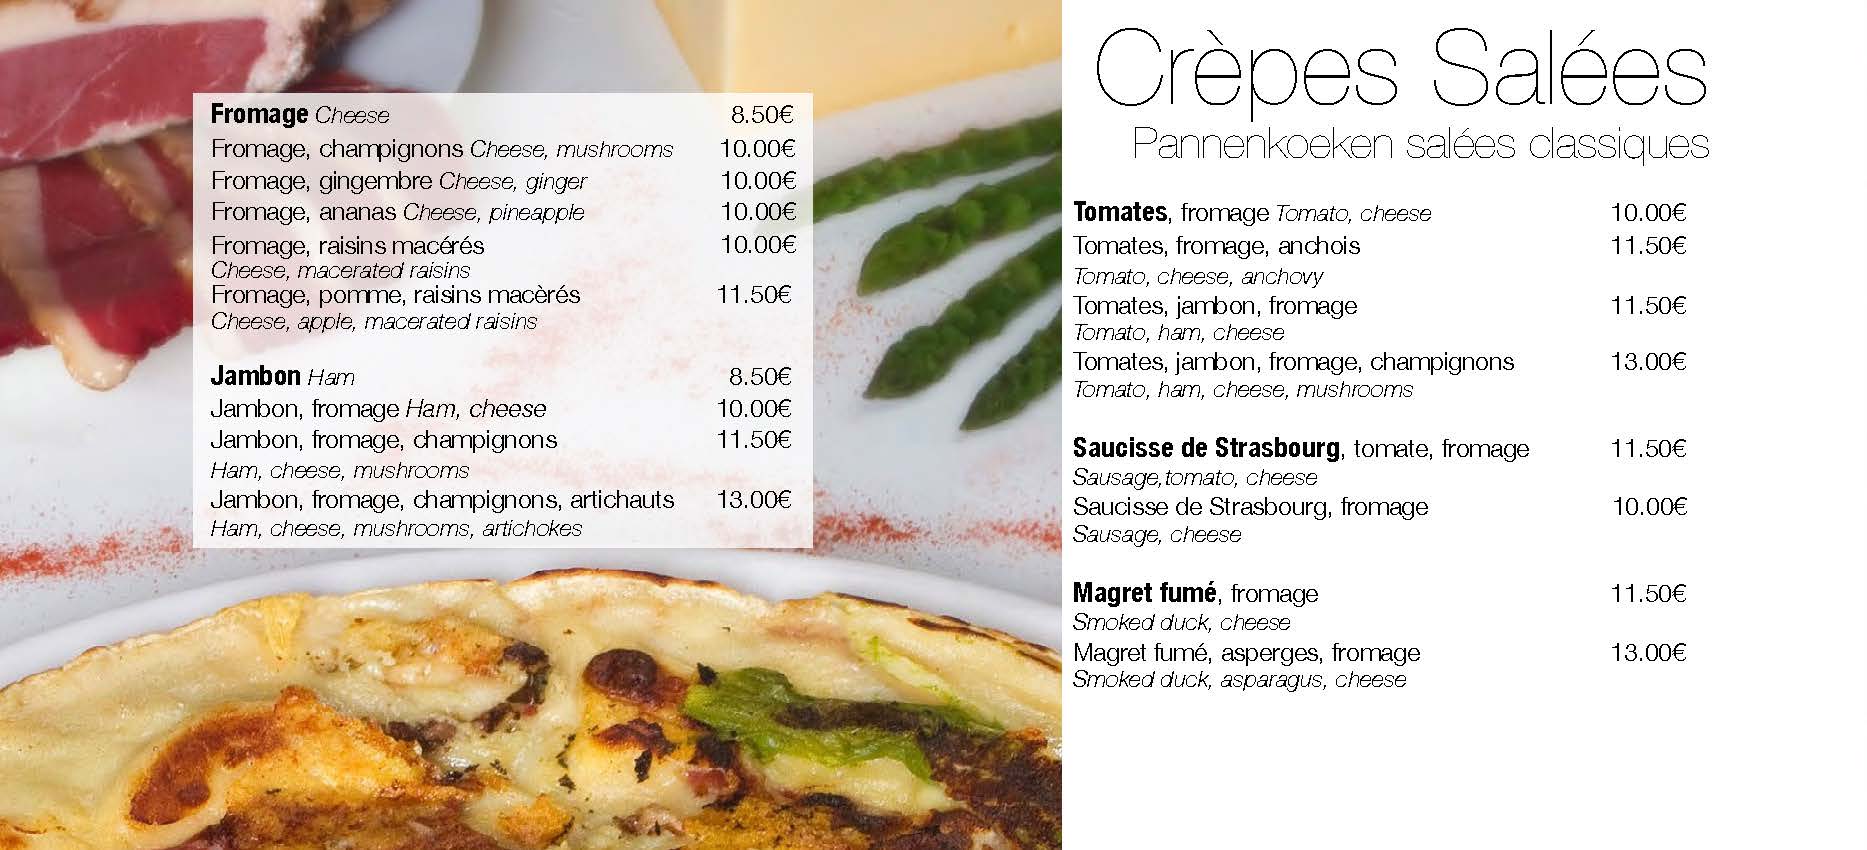 Fromage Cheese 8.50€
Fromage, champignons Cheese, mushrooms 10.00€
Fromage, gingembre Cheese, ginger 10.00€
Fromage, ananas Cheese, pineapple 10.00€
Fromage, raisins macérés 10.00€
Cheese, macerated raisins
Fromage, pomme, raisins macèrés 11.50€
Cheese, apple, macerated raisins
Jambon Ham 8.50€
Jambon, fromage Ham, cheese 10.00€
Jambon, fromage, champignons 11.50€
Ham, cheese, mushrooms
Jambon, fromage, champignons, artichauts 13.00€
Ham, cheese, mushrooms, artichokes
Crèpes Salées
Pannenkoeken salées classiques
Tomates, fromage Tomato, cheese 10.00€
Tomates, fromage, anchois 11.50€
Tomato, cheese, anchovy
Tomates, jambon, fromage 11.50€
Tomato, ham, cheese
Tomates, jambon, fromage, champignons 13.00€
Tomato, ham, cheese, mushrooms
Saucisse de Strasbourg, tomate, fromage 11.50€
Sausage,tomato, cheese
Saucisse de Strasbourg, fromage 10.00€
Sausage, cheese
Magret fumé, fromage 11.50€
Smoked duck, cheese
Magret fumé, asperges, fromage 13.00€
Smoked duck, asparagus, cheese